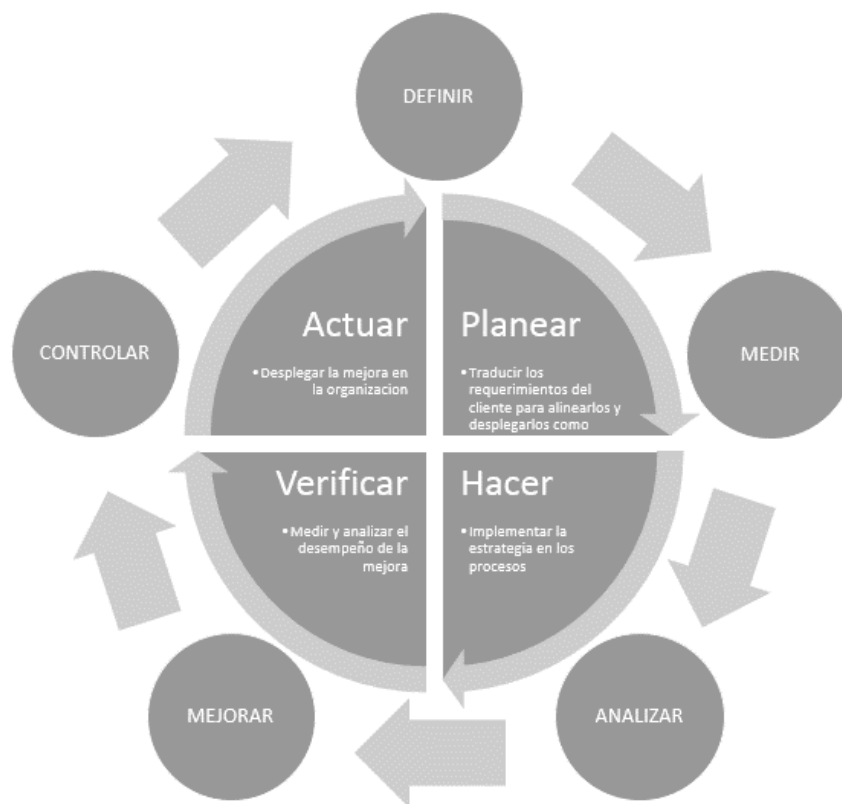 DEFINIR
CONTROLAR
MEDIR
Actuar
•Desplegar la mejora en
la organizacion
Planear
•Traducir los
requerimientos del
cliente para alinearlos y
desplegarlos como
Verificar
•Medir y analizar el
desempeño de la
mejora
Hacer
•Implementar la
estrategia en los
procesos
MEJORAR
ANALIZAR